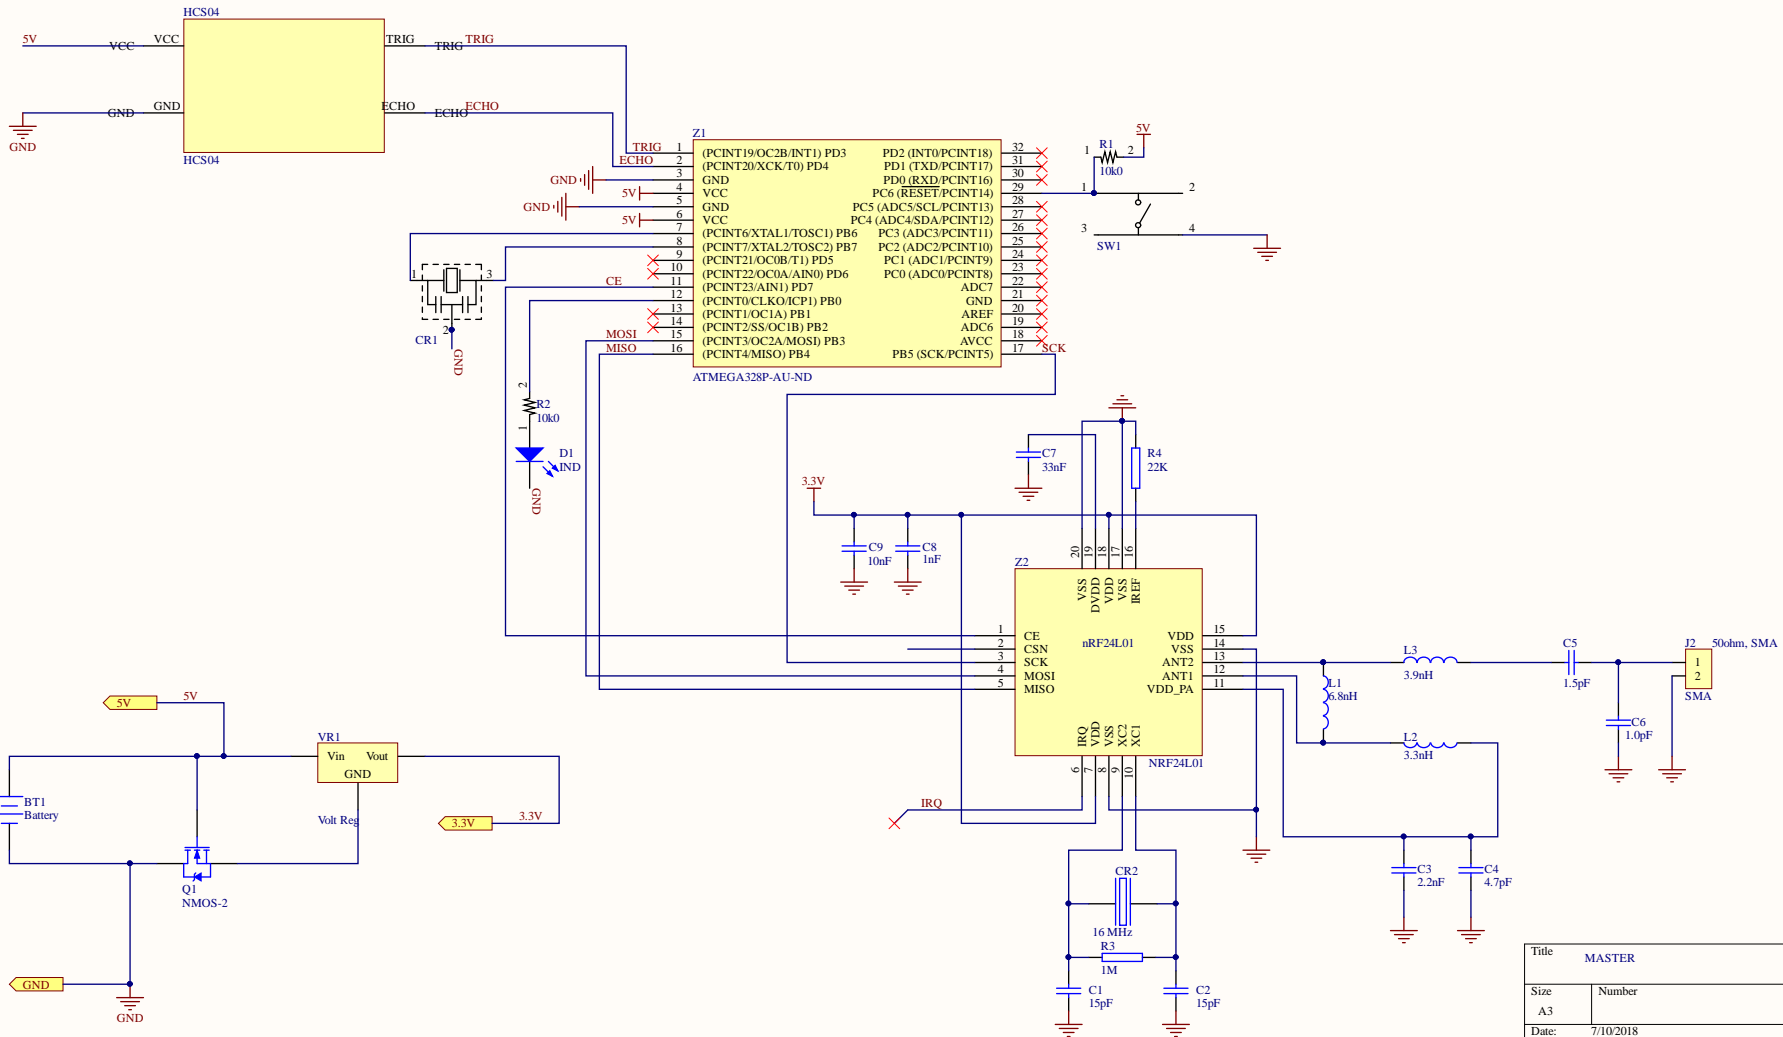 HCS04
5V VCC VCC TRIG TRIG TRIG
GND GND ECHO ECHO ECHO
GND
HCS04
Z1
TRIG 1 (PCINT19/OC2B/INT1) PD3
ECHO 2 (PCINT20/XCK/T0) PD4
GND 3 GND
5V 4 VCC
GND 5 GND
5V 6 VCC
7 (PCINT6/XTAL1/TOSC1) PB6
8 (PCINT7/XTAL2/TOSC2) PB7
9 (PCINT21/OC0B/T1) PD5
10 (PCINT22/OC0A/AIN0) PD6
CE 11 (PCINT23/AIN1) PD7
12 (PCINT0/CLKO/ICP1) PB0
13 (PCINT1/OC1A) PB1
14 (PCINT2/SS/OC1B) PB2
MOSI 15 (PCINT3/OC2A/MOSI) PB3
MISO 16 (PCINT4/MISO) PB4
PD2 (INT0/PCINT18) 32
PD1 (TXD/PCINT17) 31
PD0 (RXD/PCINT16) 30
PC6 (RESET/PCINT14) 29
PC5 (ADC5/SCL/PCINT13) 28
PC4 (ADC4/SDA/PCINT12) 27
PC3 (ADC3/PCINT11) 26
PC2 (ADC2/PCINT10) 25
PC1 (ADC1/PCINT9) 24
PC0 (ADC0/PCINT8) 23
ADC7 22
GND 21
AREF 20
ADC6 19
AVCC 18
PB5 (SCK/PCINT5) 17 SCK
ATMEGA328P-AU-ND
5V
1 R1 2
10k0
1 2
3 4
SW1
1 3
2
CR1
GND
2
R2
10k0
1
D1
IND
GND
C7
33nF
R4
22K
3.3V
C9
10nF
C8
1nF
Z2
20 19 18 17 16
VSS DVDD VDD VSS IREF
nRF24L01
1 CE
2 CSN
3 SCK
4 MOSI
5 MISO
VDD 15
VSS 14
ANT2 13
ANT1 12
VDD_PA 11
IRQ VDD VSS XC2 XC1
6 7 8 9 10
NRF24L01
IRQ
L3
3.9nH
L1
6.8nH
L2
3.3nH
C5
1.5pF
C6
1.0pF
J2 50ohm, SMA
1
2
SMA
C3
2.2nF
C4
4.7pF
CR2
16 MHz
R3
1M
C1
15pF
C2
15pF
5V 5V
VR1
Vin Vout
GND
Volt Reg
3.3V 3.3V
BT1
Battery
Q1
NMOS-2
GND
GND
Title MASTER
Size Number
A3
Date: 7/10/2018